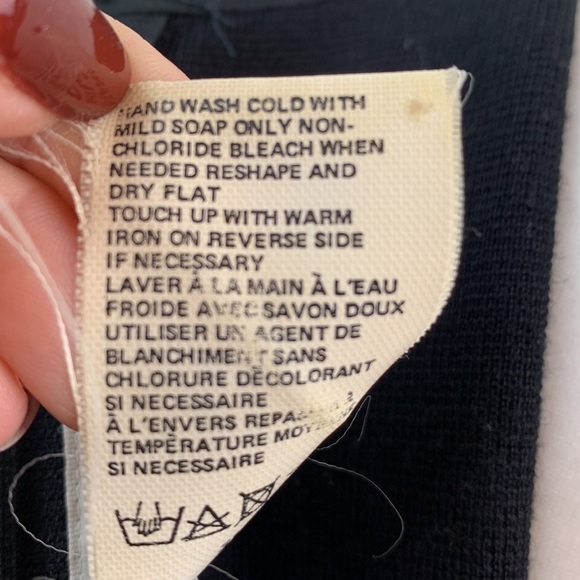 HAND WASH COLD WITH
MILD SOAP ONLY NON-
CHLORIDE BLEACH WHEN
NEEDED RESHAPE AND
DRY FLAT
TOUCH UP WITH WARM
IRON ON REVERSE SIDE
IF NECESSARY
LAVER À LA MAIN À L'EAU
FROIDE AVEC SAVON DOUX
UTILISER UN AGENT DE
BLANCHIMENT SANS
CHLORURE DÈCOLORANT
SI NECESSAIRE
À L'ENVERS
TEMPÈRATURE
SI NECESSAIRE